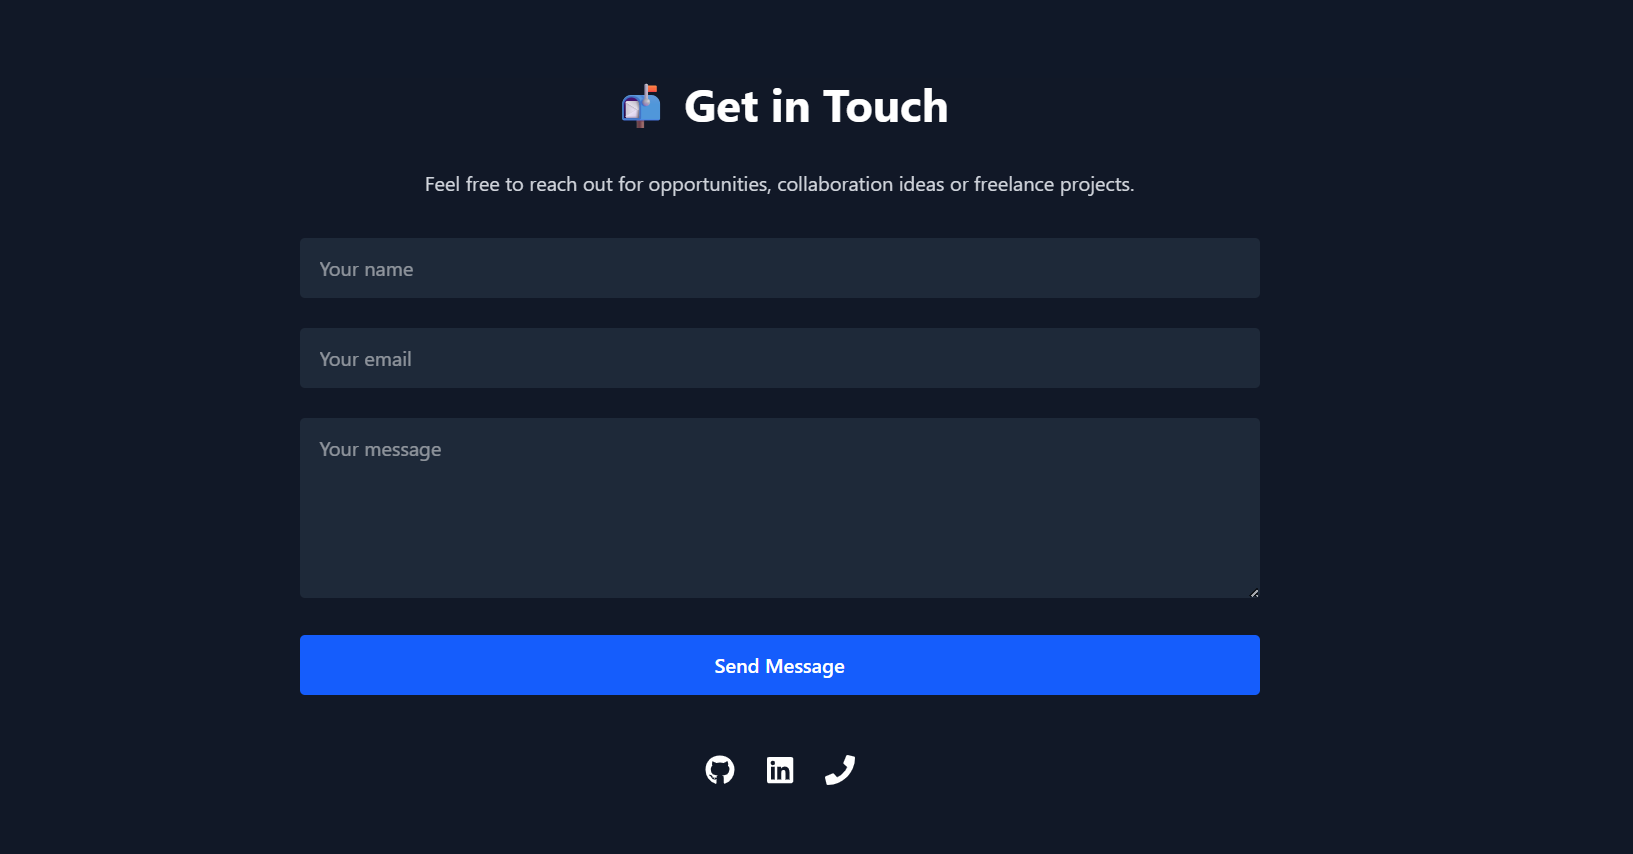 Get in Touch
Feel free to reach out for opportunities, collaboration ideas or freelance projects.
Your name
Your email
Your message
Send Message